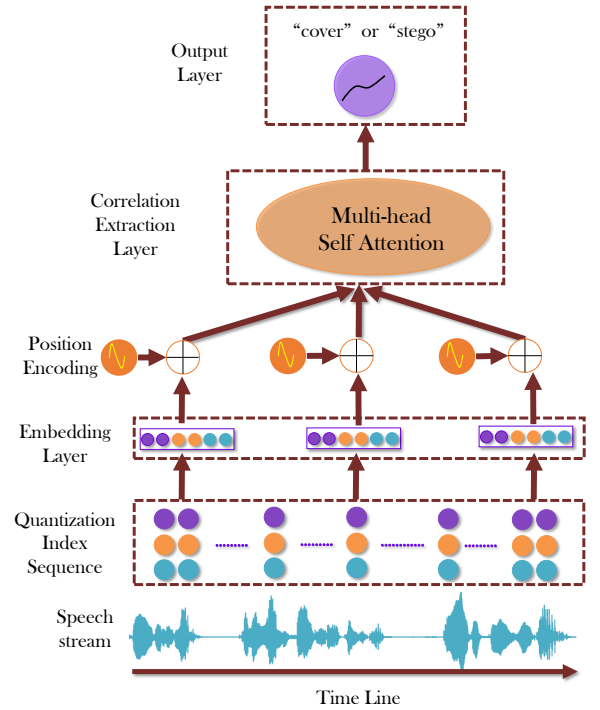 “cover” or “stego”
Output
Layer
Correlation
Extraction
Layer
Multi-head
Self Attention
Position
Encoding
Embedding
Layer
Quantization
Index
Sequence
Speech
stream
Time Line